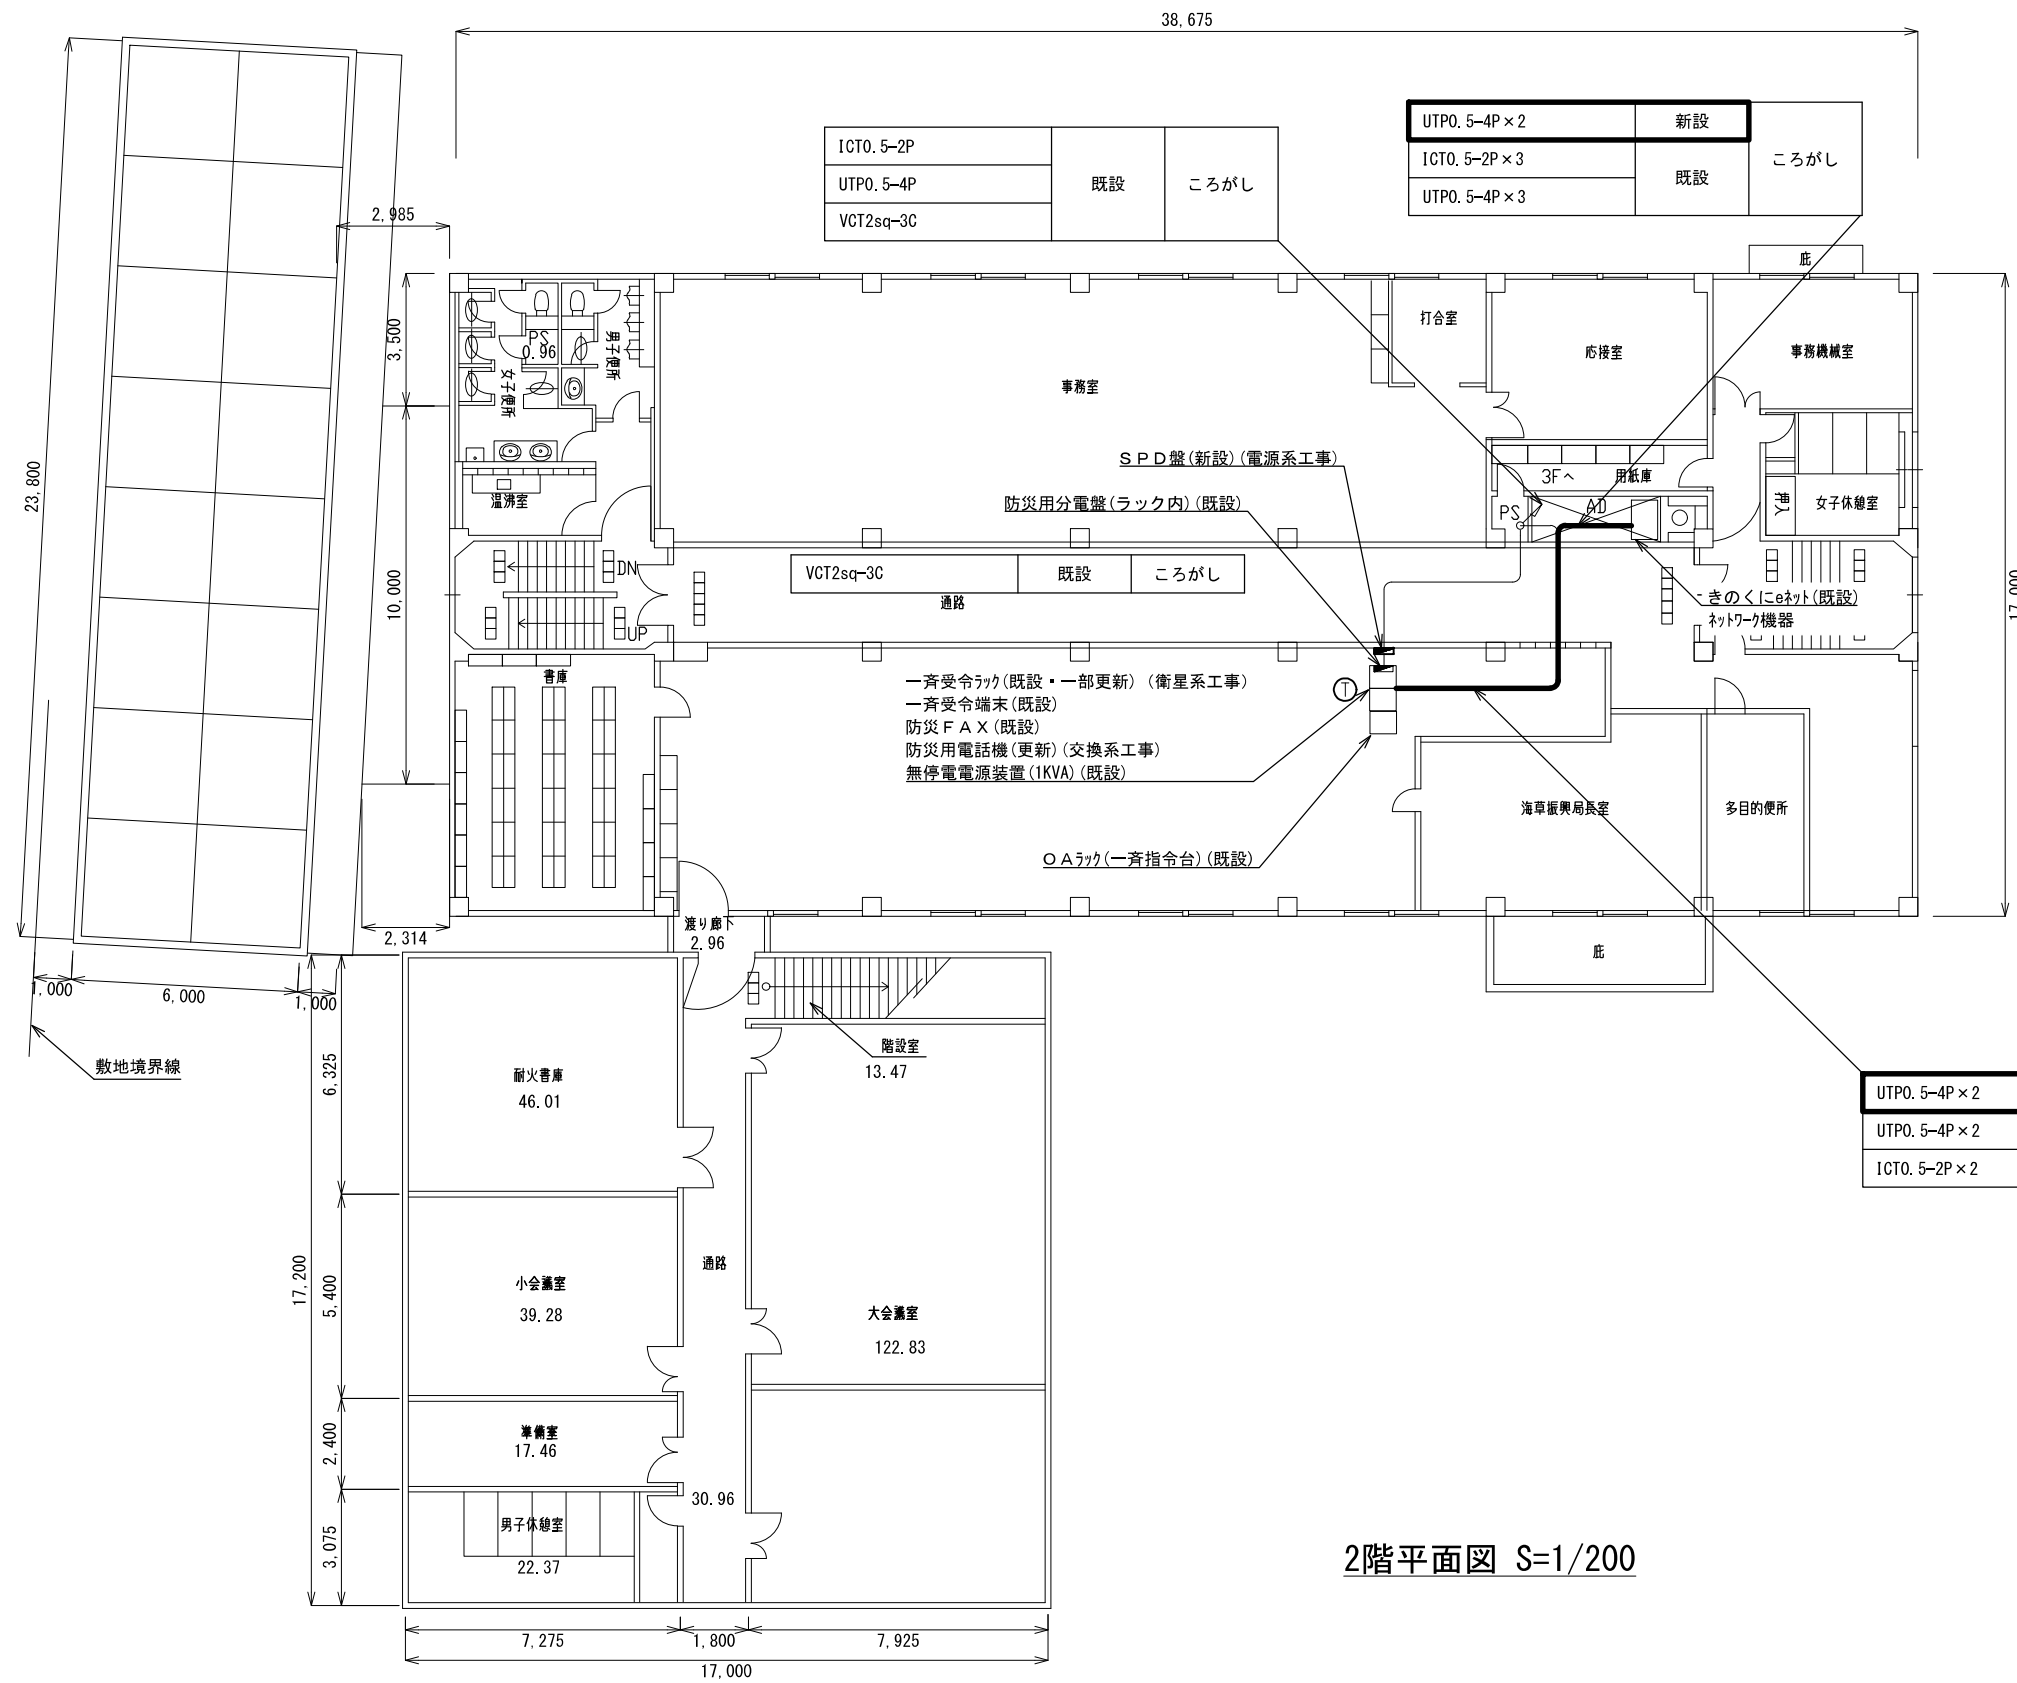 38,675
UTP0.5-4P×2 新設 ころがし
ICT0.5-2P×3 既設
UTP0.5-4P×3
ICT0.5-2P 既設 ころがし
UTP0.5-4P
VCT2sq-3C
2,985
庇
3,500
PS
0.96
男子便所
女子便所
打合室
応接室
事務機械室
事務室
23,800
10,000
SPD盤(新設)(電源系工事)
防災用分電盤(ラック内)(既設)
3Fへ
用紙庫
PS
AD
押入
女子休憩室
湯沸室
DN
UP
VCT2sq-3C 既設 ころがし
通路
きのくにeネット(既設)
ネットワーク機器
17,000
書庫
一斉受令ラック(既設・一部更新) (衛星系工事)
一斉受令端末(既設)
防災FAX(既設)
防災用電話機(更新)(交換系工事)
無停電電源装置(1KVA)(既設)
T
OAラック(一斉指令台)(既設)
海草振興局長室
多目的便所
2,314
渡り廊下
2.96
庇
1,000
6,000
1,000
敷地境界線
階設室
13.47
UTP0.5-4P×2
UTP0.5-4P×2
ICT0.5-2P×2
耐火書庫
46.01
6,325
17,200
5,400
小会議室
39.28
通路
大会議室
122.83
2,400
準備室
17.46
30.96
3,075
男子休憩室
22.37
2階平面図 S=1/200
7,275
1,800
7,925
17,000